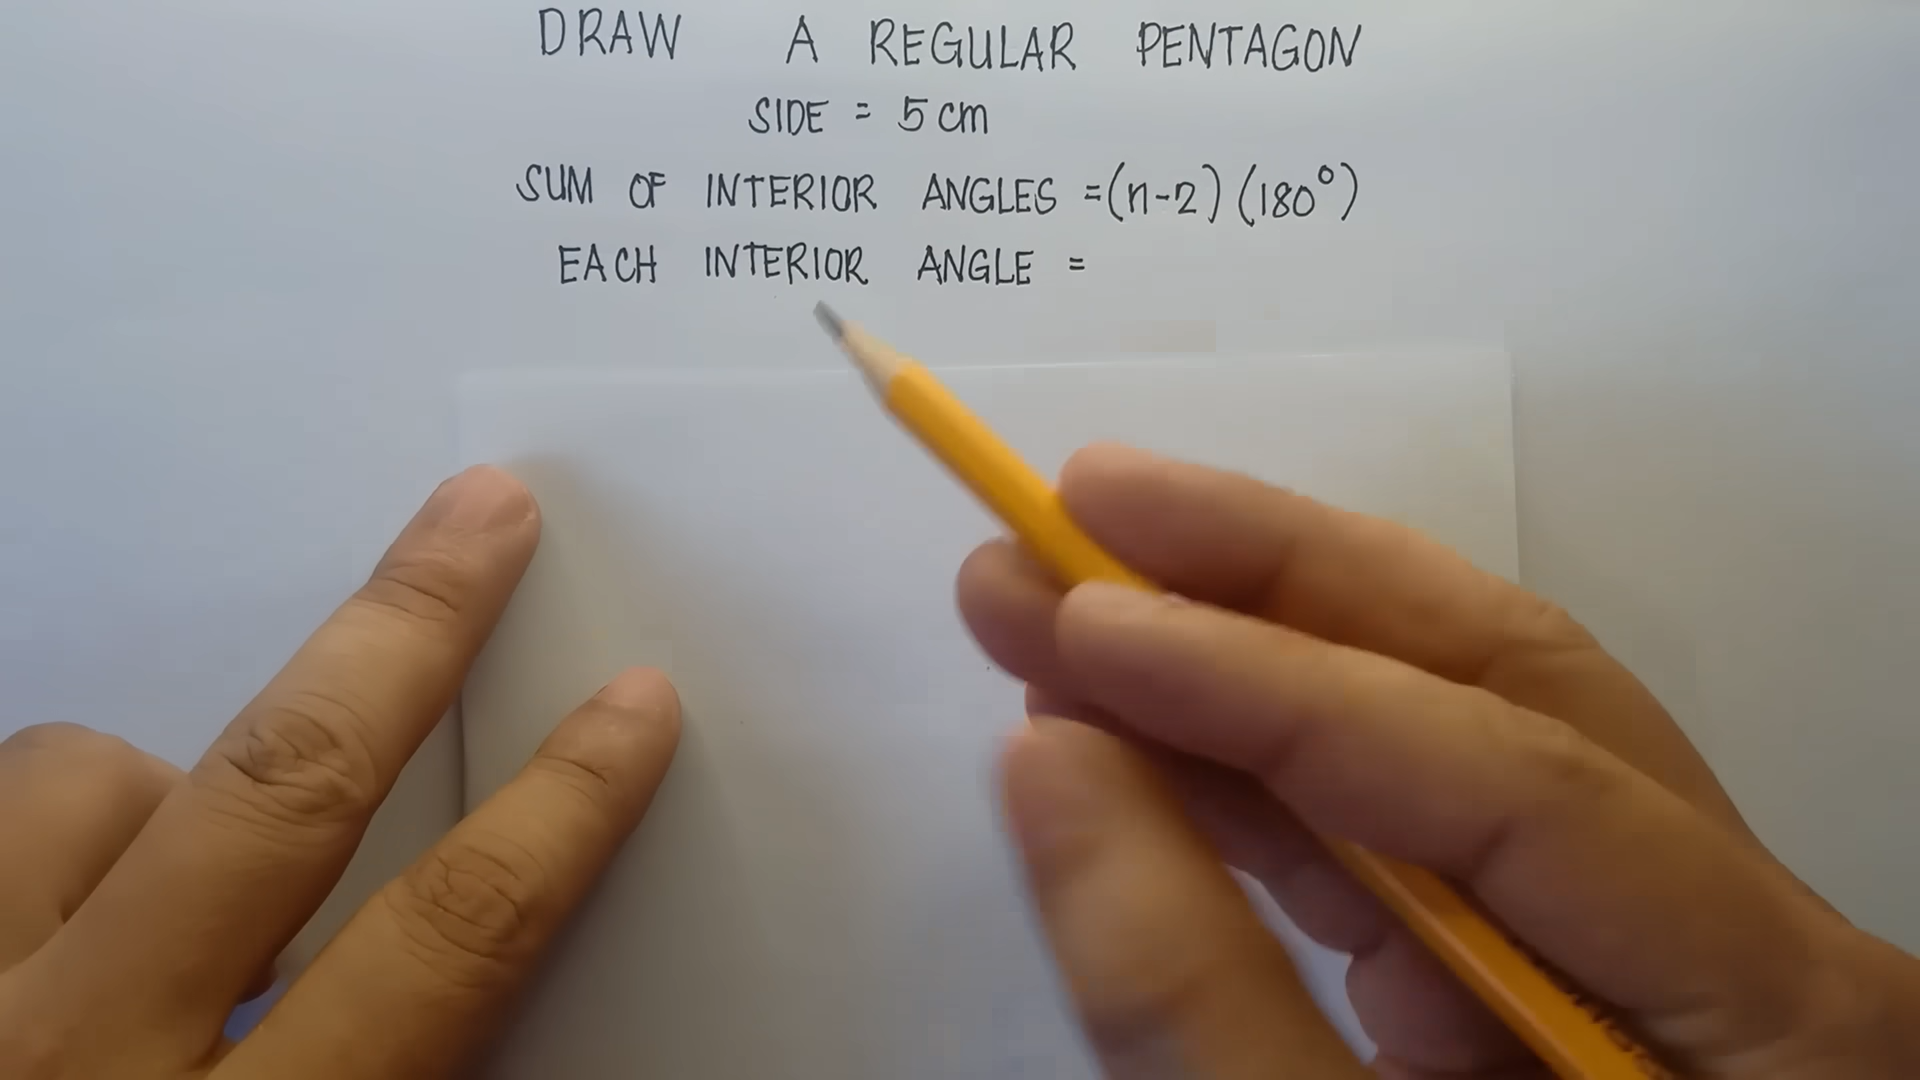 DRAW A REGULAR PENTAGON
SIDE = 5 cm
SUM OF INTERIOR ANGLES =(n-2)(180°)
EACH INTERIOR ANGLE =